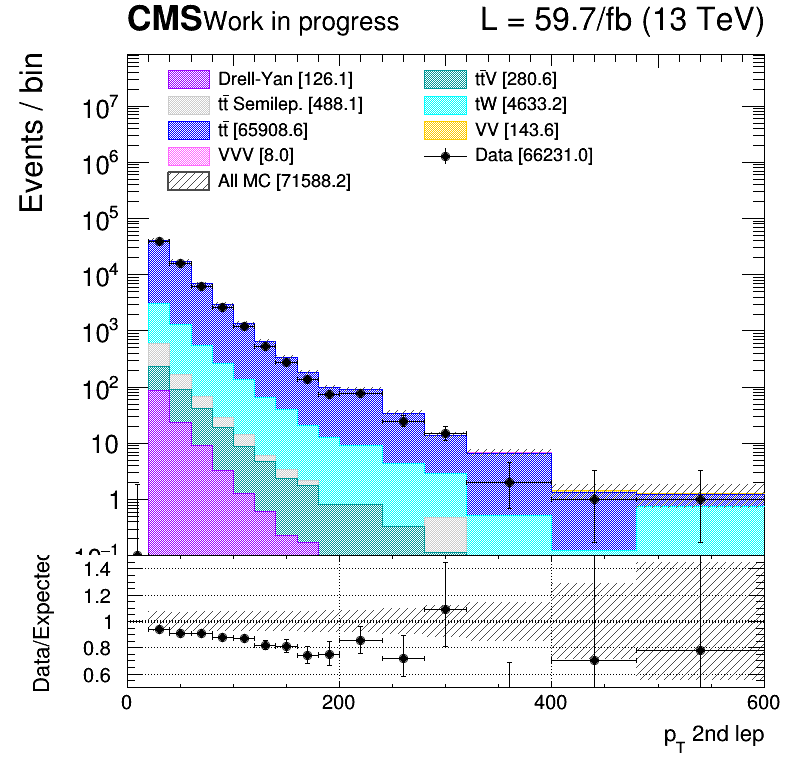 CMS Work in progress L = 59.7/fb (13 TeV)
Events / bin
Drell-Yan [126.1]
tt̄V [280.6]
tt̄ Semilep. [488.1]
tW [4633.2]
tt̄ [65908.6]
VV [143.6]
VVV [8.0]
Data [66231.0]
All MC [71588.2]
10⁷
10⁶
10⁵
10⁴
10³
10²
10
1
10⁻¹
Data/Expected
1.4
1.2
1
0.8
0.6
0 200 400 600
p_T 2nd lep